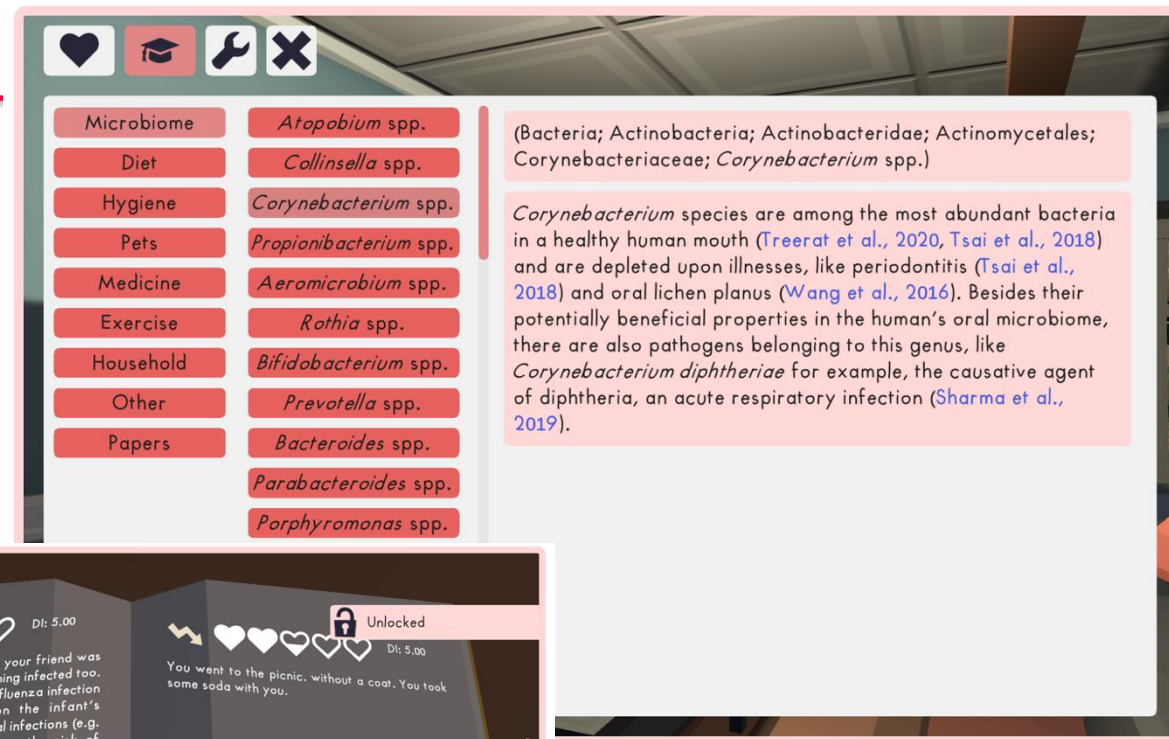 Microbiome
Diet
Hygiene
Pets
Medicine
Exercise
Household
Other
Papers
Atopobium spp.
Collinsella spp.
Corynebacterium spp.
Propionibacterium spp.
Aeromicrobium spp.
Rothia spp.
Bifidobacterium spp.
Prevotella spp.
Bacteroides spp.
Parabacteroides spp.
Porphyromonas spp.
(Bacteria; Actinobacteria; Actinobacteridae; Actinomycetales;
Corynebacteriaceae; Corynebacterium spp.)
Corynebacterium species are among the most abundant bacteria
in a healthy human mouth (Treerat et al., 2020, Tsai et al., 2018)
and are depleted upon illnesses, like periodontitis (Tsai et al.,
2018) and oral lichen planus (Wang et al., 2016). Besides their
potentially beneficial properties in the human's oral microbiome,
there are also pathogens belonging to this genus, like
Corynebacterium diphtheriae for example, the causative agent
of diphtheria, an acute respiratory infection (Sharma et al.,
2019).
DI: 5.00
your friend was
infected too.
infection
on the infant's
infections (e.g.
Unlocked
DI: 5.00
You went to the picnic. without a coat. You took
some soda with you.